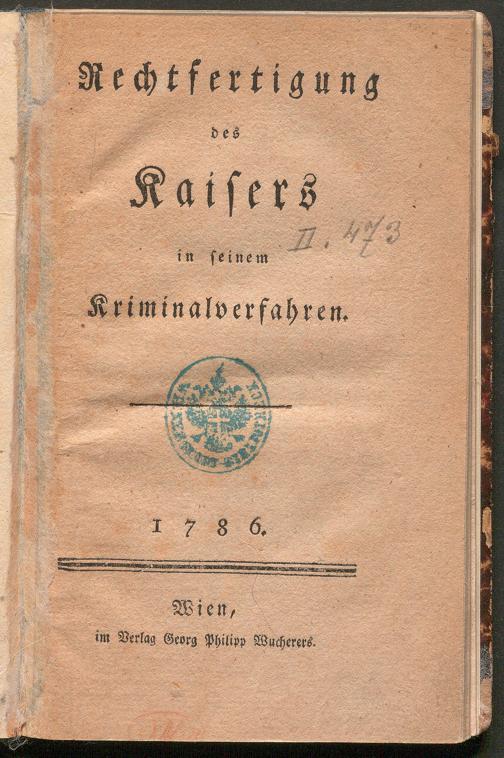 Rechtfertigung
des
Kaiſers
II. 473
in ſeinem
Kriminalverfahren.
1786.
Wien,
im Verlag Georg Philipp Wucherers.